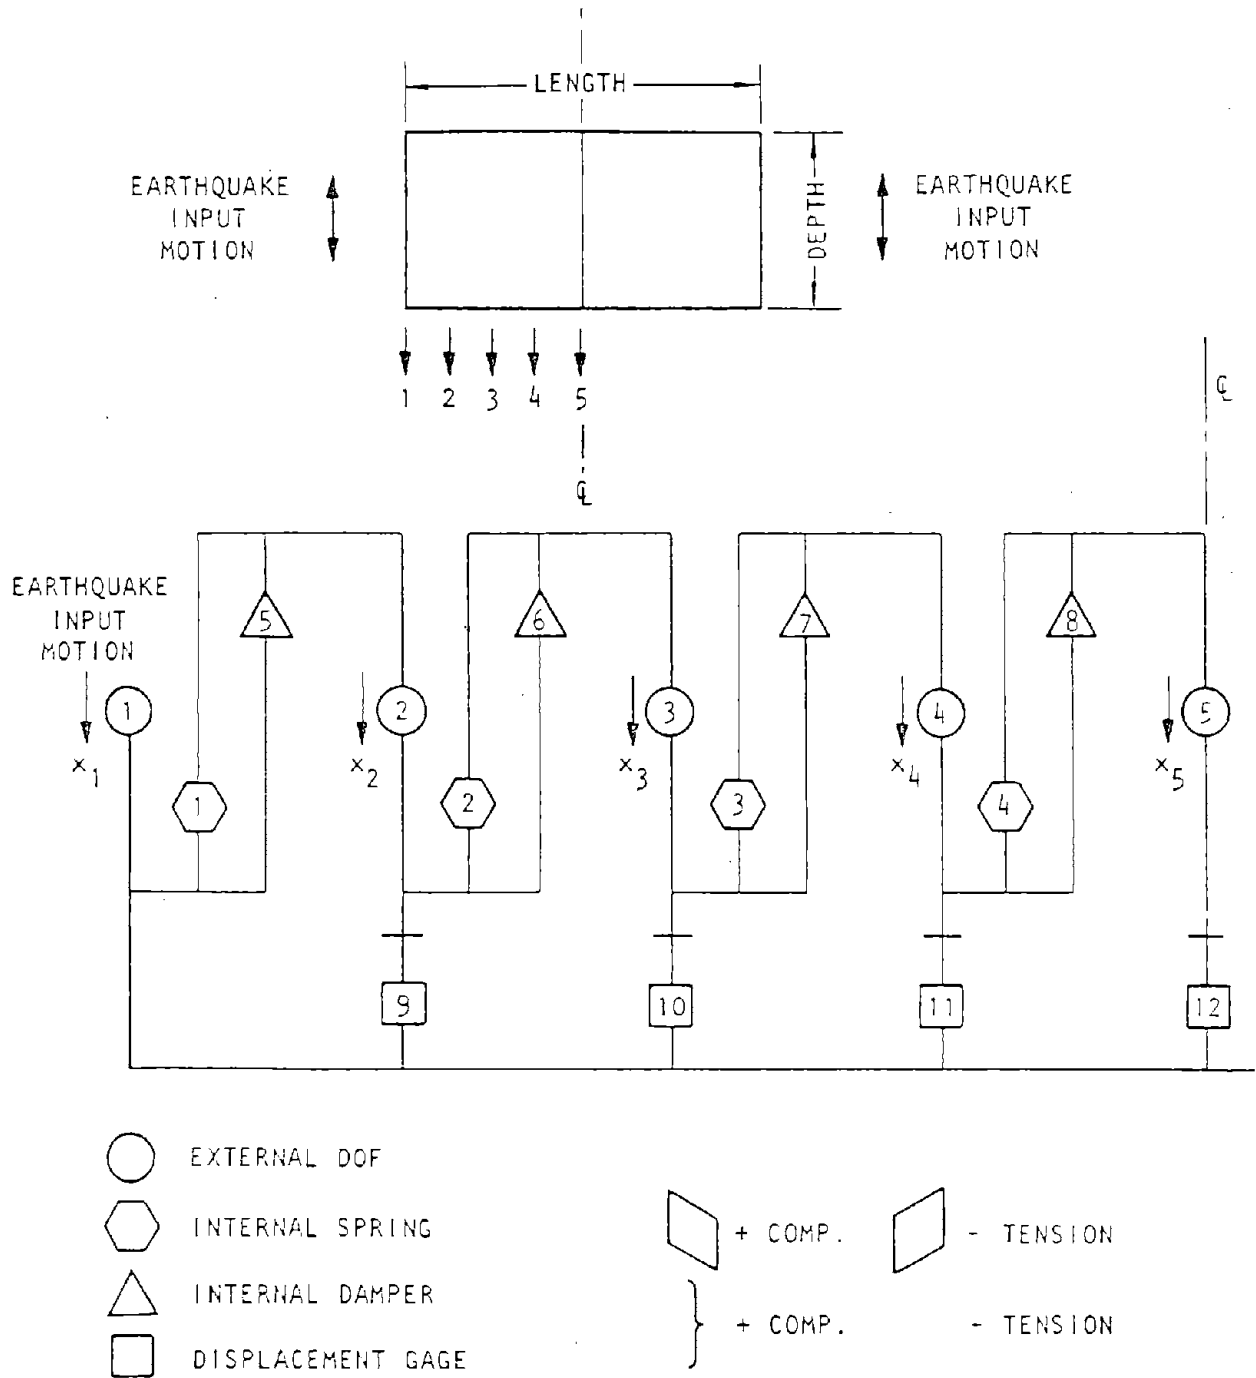 LENGTH
EARTHQUAKE
INPUT
MOTION
DEPTH
EARTHQUAKE
INPUT
MOTION
1 2 3 4 5
℄
℄
EARTHQUAKE
INPUT
MOTION
5 6 7 8
1 2 3 4 5
x1 x2 x3 x4 x5
1 2 3 4
9 10 11 12
EXTERNAL DOF
INTERNAL SPRING
+ COMP. - TENSION
INTERNAL DAMPER
+ COMP. - TENSION
DISPLACEMENT GAGE